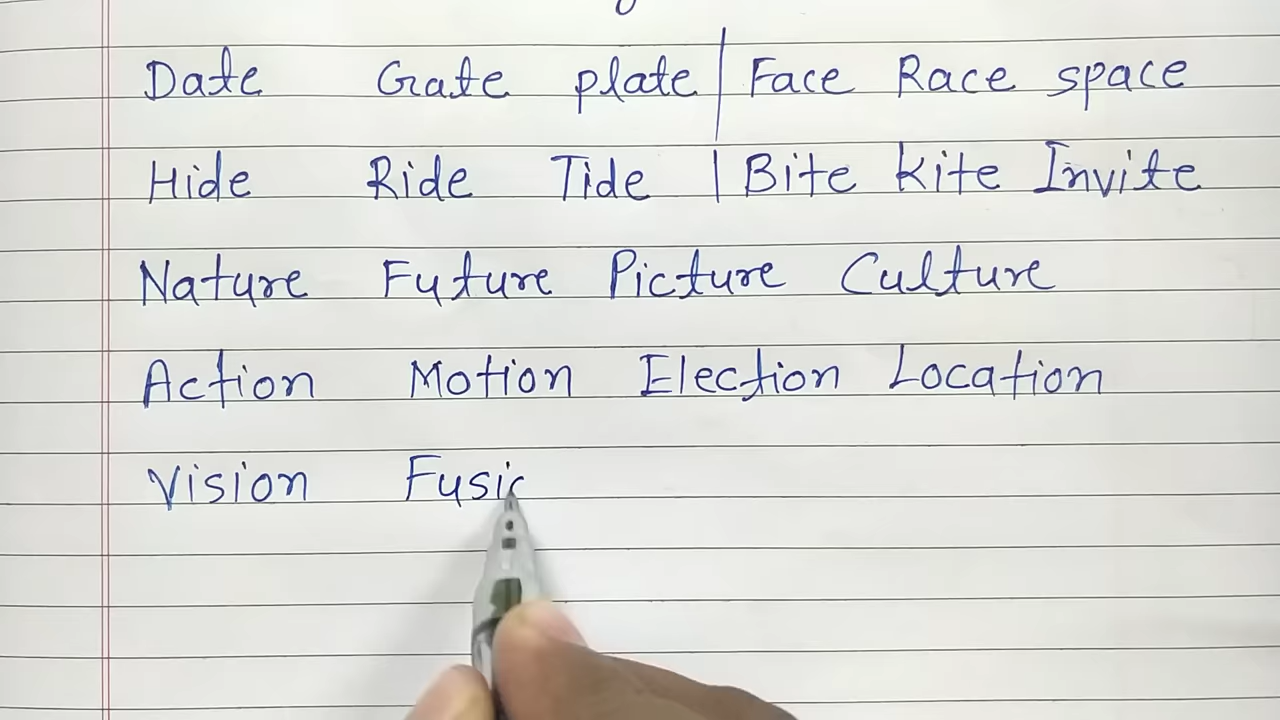 Date Grate plate | Face Race space
Hide Ride Tide | Bite Kite Invite
Nature Future Picture Culture
Action Motion Election Location
Vision Fusi